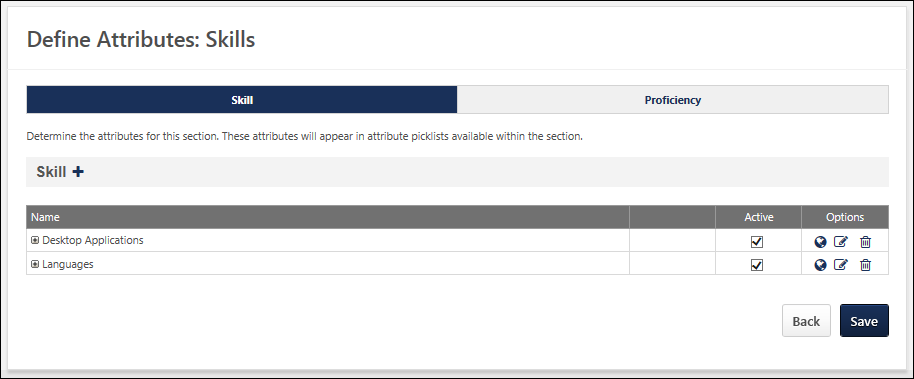 Define Attributes: Skills
Skill Proficiency
Determine the attributes for this section. These attributes will appear in attribute picklists available within the section.
Skill
Name Active Options
Desktop Applications
Languages
Back Save